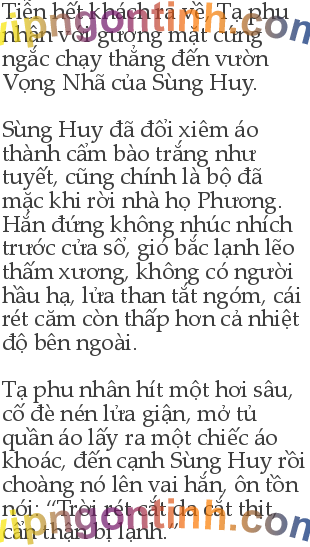 Tiễn hết khách ra về, Tạ phu
nhân với gương mặt cứng
ngắc chạy thẳng đến vườn
Vọng Nhã của Sùng Huy.
Sùng Huy đã đổi xiêm áo
thành cẩm bào trắng như
tuyết, cũng chính là bộ đã
mặc khi rời nhà họ Phương.
Hắn đứng không nhúc nhích
trước cửa sổ, gió bấc lạnh lẽo
thấm xương, không có người
hầu hạ, lửa than tắt ngóm, cái
rét căm còn thấp hơn cả nhiệt
độ bên ngoài.
Tạ phu nhân hít một hơi sâu,
cố đè nén lửa giận, mở tủ
quần áo lấy ra một chiếc áo
khoác, đến cạnh Sùng Huy rồi
choàng nó lên vai hắn, ôn tồn
nói: “Trời rét cắt da cắt thịt,
cẩn thận bị lạnh.”